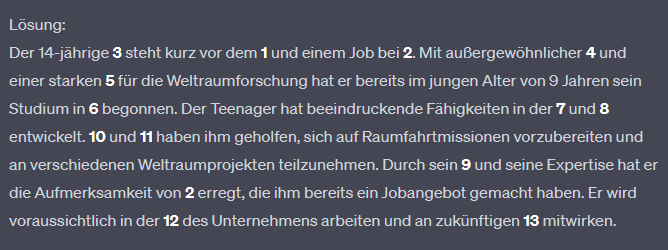 Lösung:
Der 14-jährige 3 steht kurz vor dem 1 und einem Job bei 2. Mit außergewöhnlicher 4 und
einer starken 5 für die Weltraumforschung hat er bereits im jungen Alter von 9 Jahren sein
Studium in 6 begonnen. Der Teenager hat beeindruckende Fähigkeiten in der 7 und 8
entwickelt. 10 und 11 haben ihm geholfen, sich auf Raumfahrtmissionen vorzubereiten und
an verschiedenen Weltraumprojekten teilzunehmen. Durch sein 9 und seine Expertise hat er
die Aufmerksamkeit von 2 erregt, die ihm bereits ein Jobangebot gemacht haben. Er wird
voraussichtlich in der 12 des Unternehmens arbeiten und an zukünftigen 13 mitwirken.